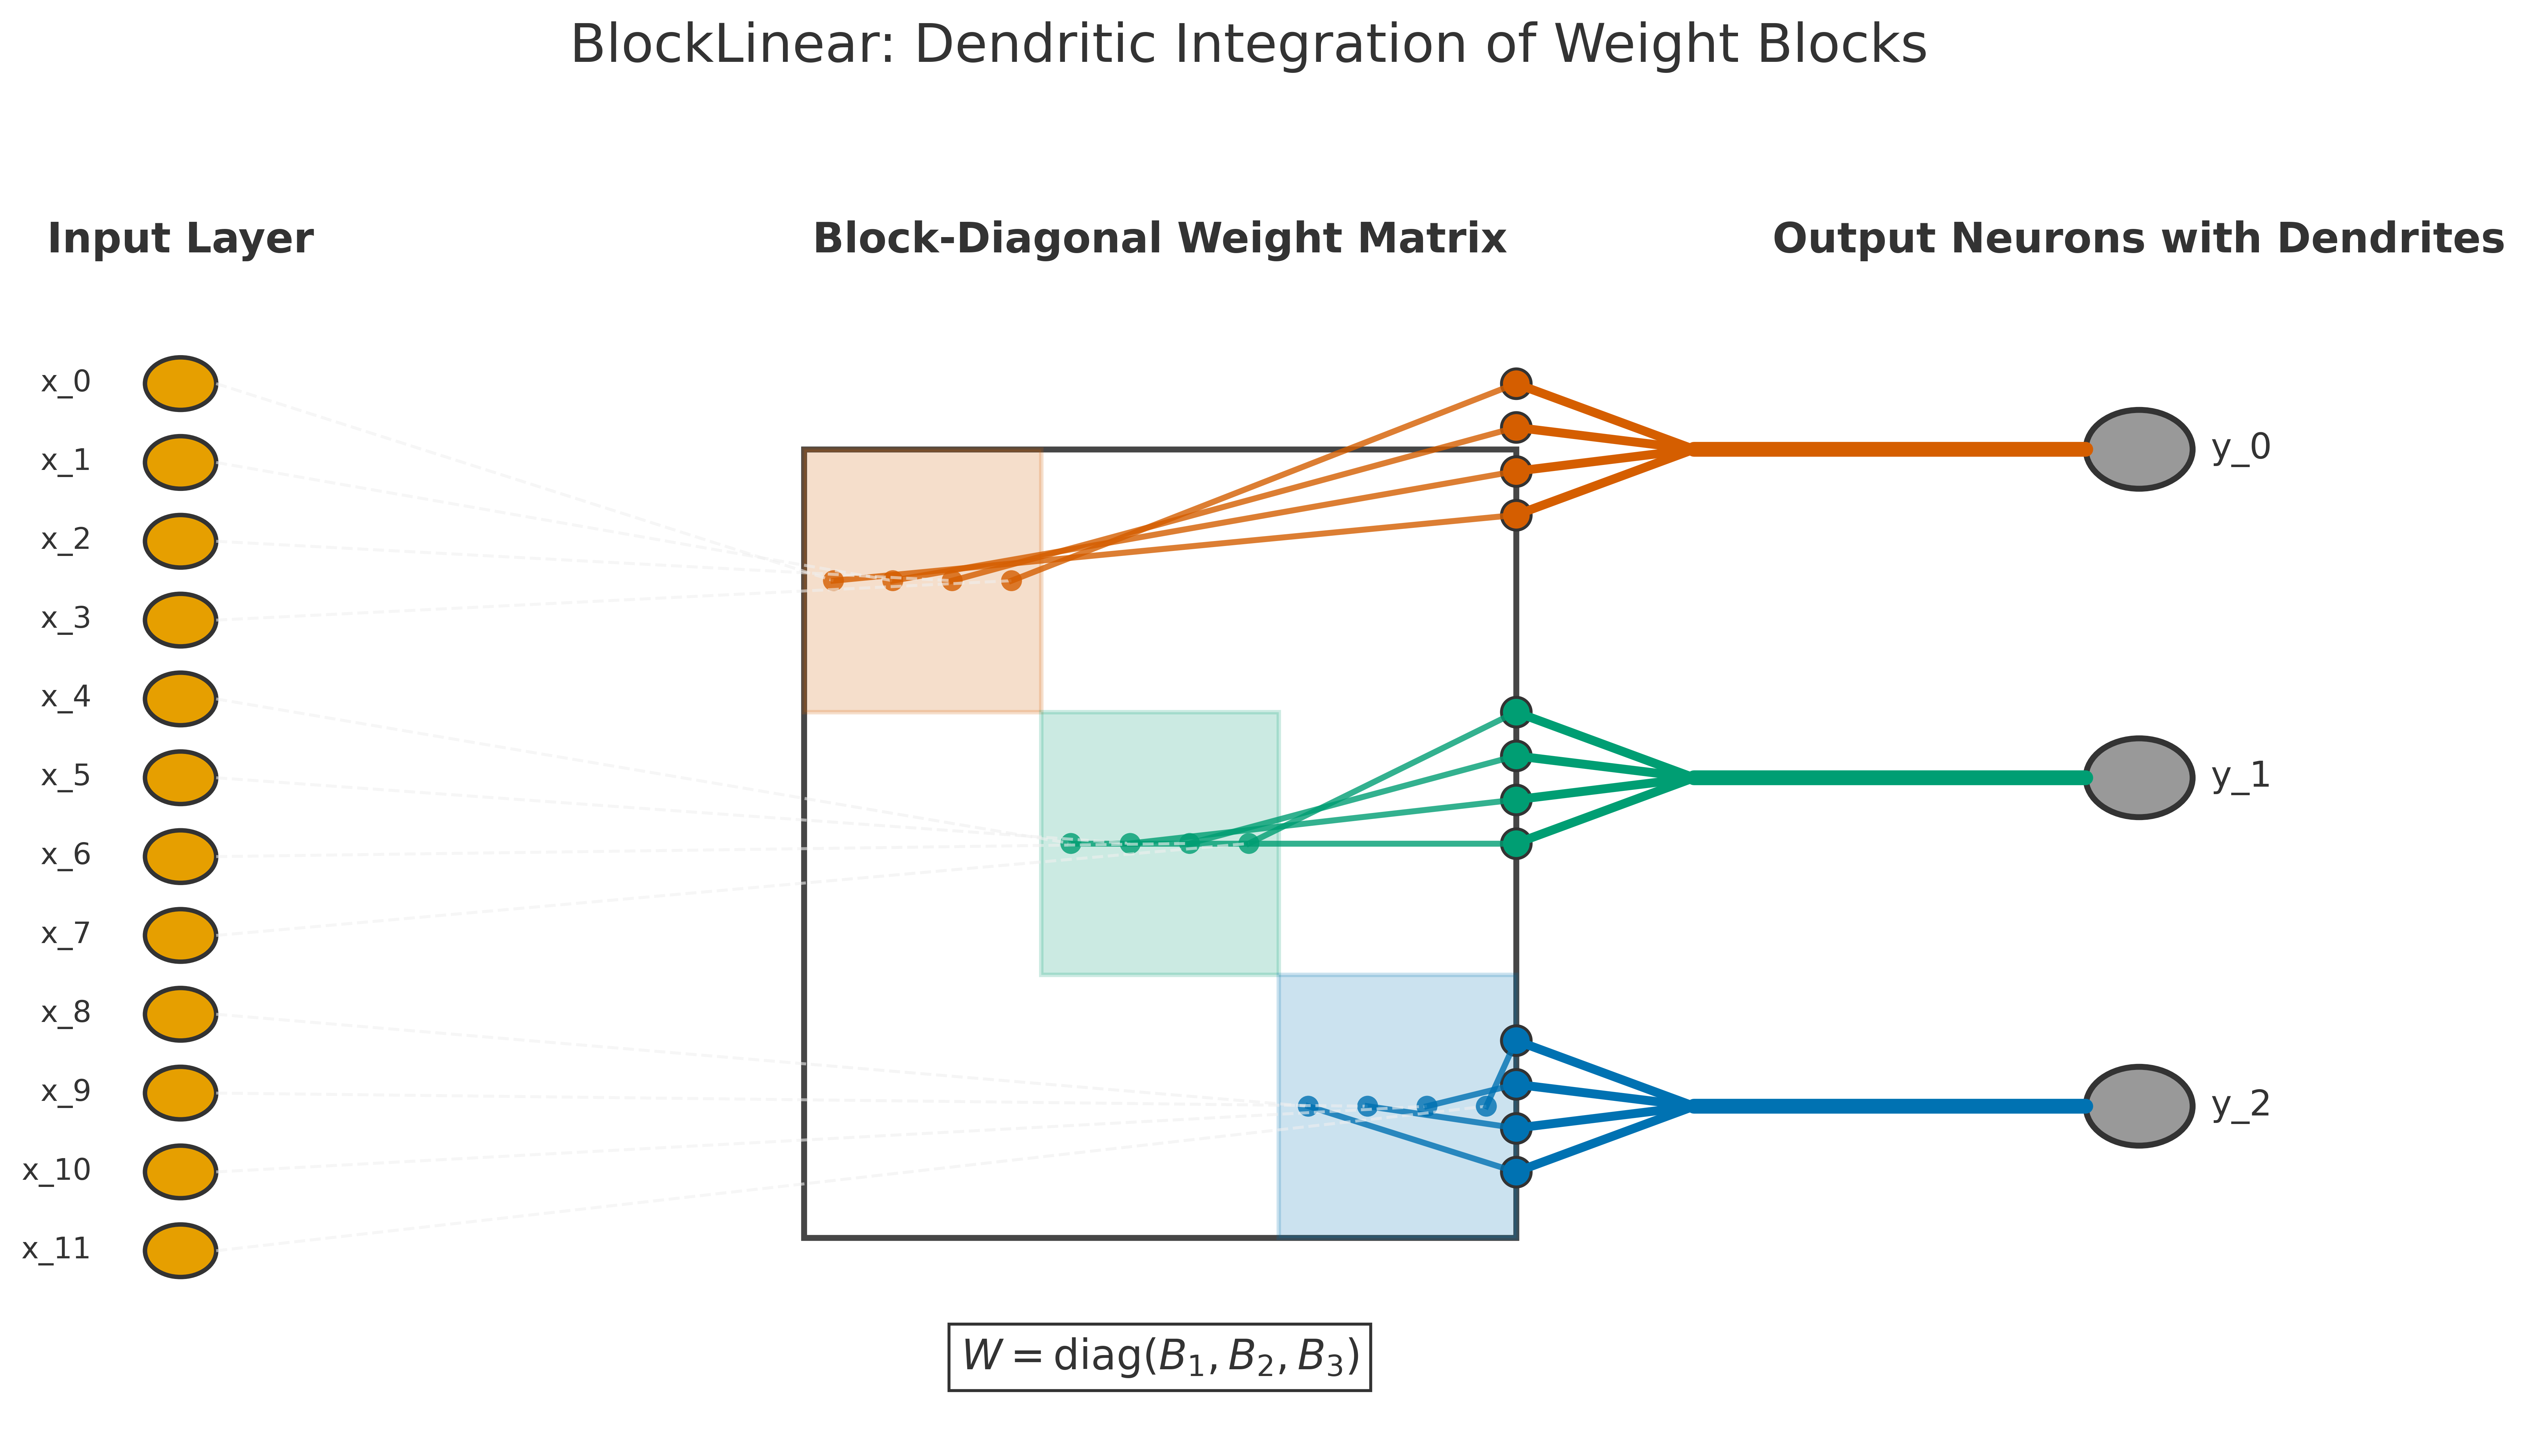 BlockLinear: Dendritic Integration of Weight Blocks
Input Layer
Block-Diagonal Weight Matrix
Output Neurons with Dendrites
x_0
x_1
x_2
x_3
x_4
x_5
x_6
x_7
x_8
x_9
x_10
x_11
y_0
y_1
y_2
W = diag(B₁, B₂, B₃)